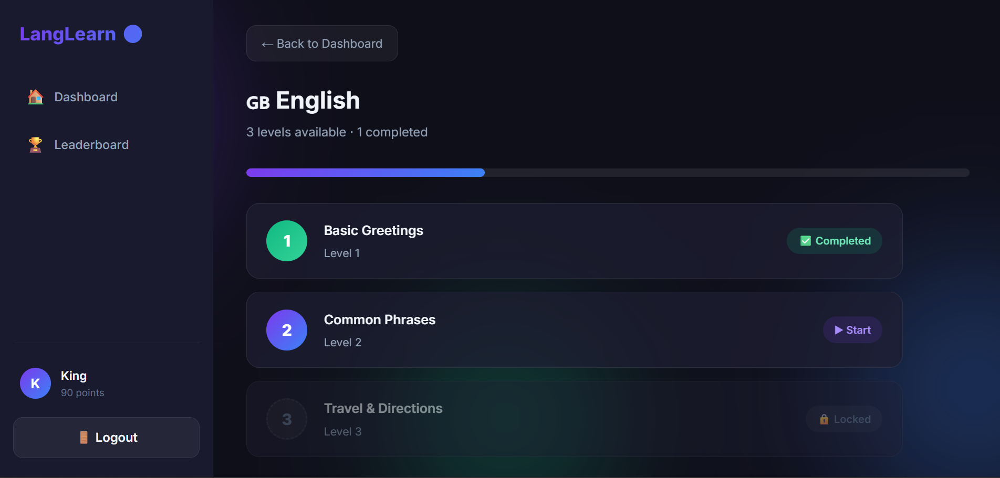 LangLearn
← Back to Dashboard
Dashboard
Leaderboard
GB English
3 levels available · 1 completed
1
Basic Greetings
Level 1
✅ Completed
2
Common Phrases
Level 2
▶ Start
3
Travel & Directions
Level 3
🔒 Locked
K
King
90 points
🚪 Logout